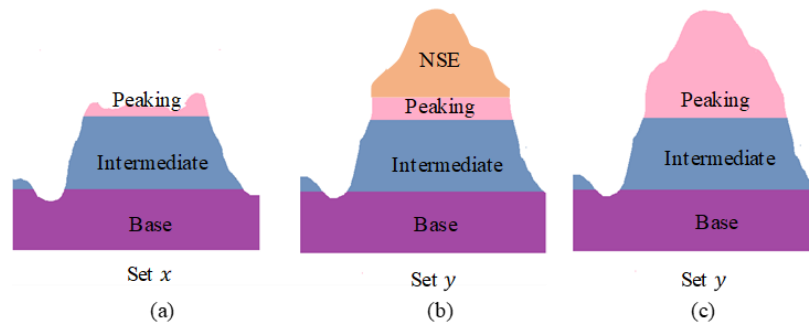 Peaking
Intermediate
Base
Set x
(a)
NSE
Peaking
Intermediate
Base
Set y
(b)
Peaking
Intermediate
Base
Set y
(c)